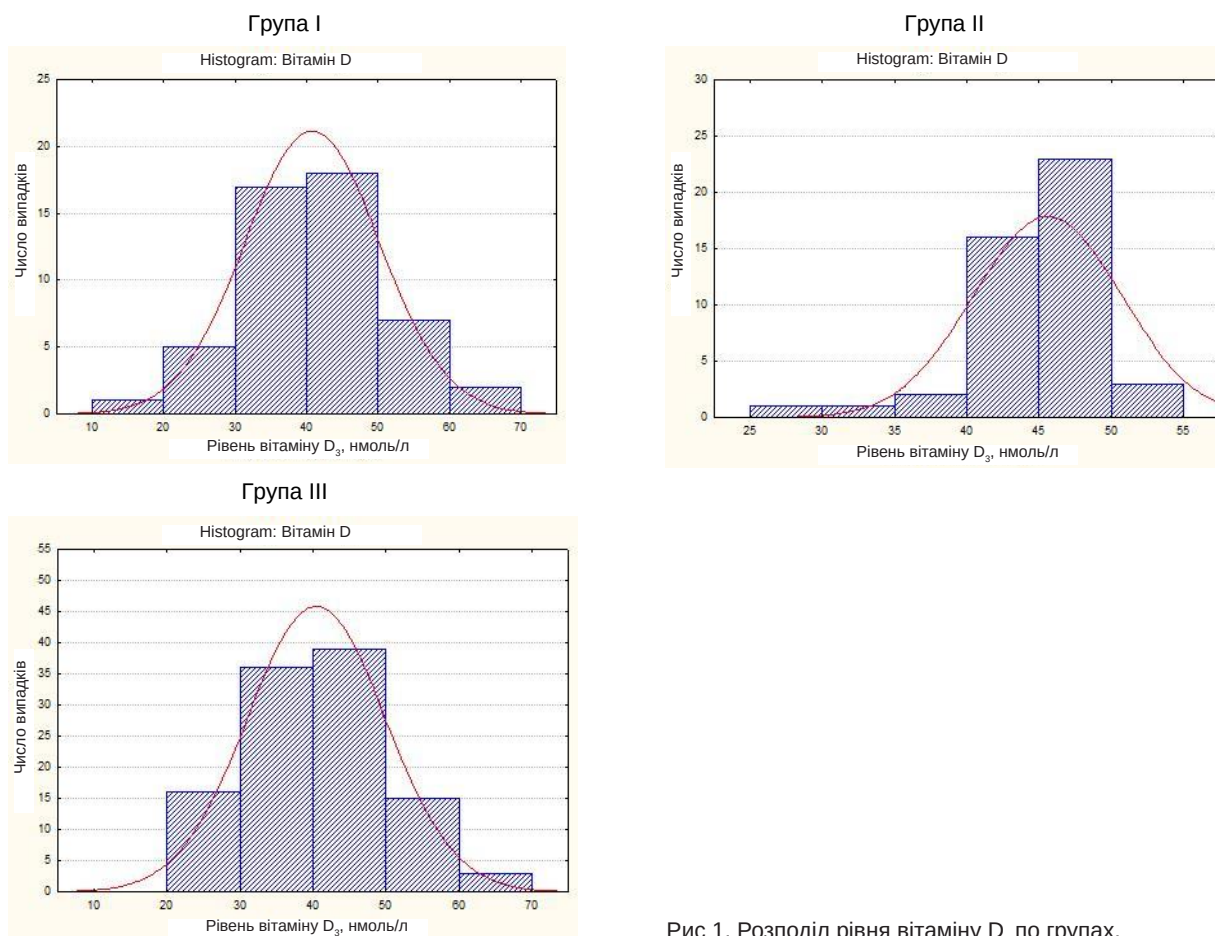 Група I
Histogram: Вітамін D
Число випадків
25
20
15
10
5
0
10 20 30 40 50 60 70
Рівень вітаміну D₃, нмоль/л
Група II
Histogram: Вітамін D
Число випадків
30
25
20
15
10
5
0
25 30 35 40 45 50 55
Рівень вітаміну D₃, нмоль/л
Група III
Histogram: Вітамін D
Число випадків
55
50
45
40
35
30
25
20
15
10
5
0
10 20 30 40 50 60 70
Рівень вітаміну D₃, нмоль/л
Рис 1. Розподіл рівня вітаміну D по групах.